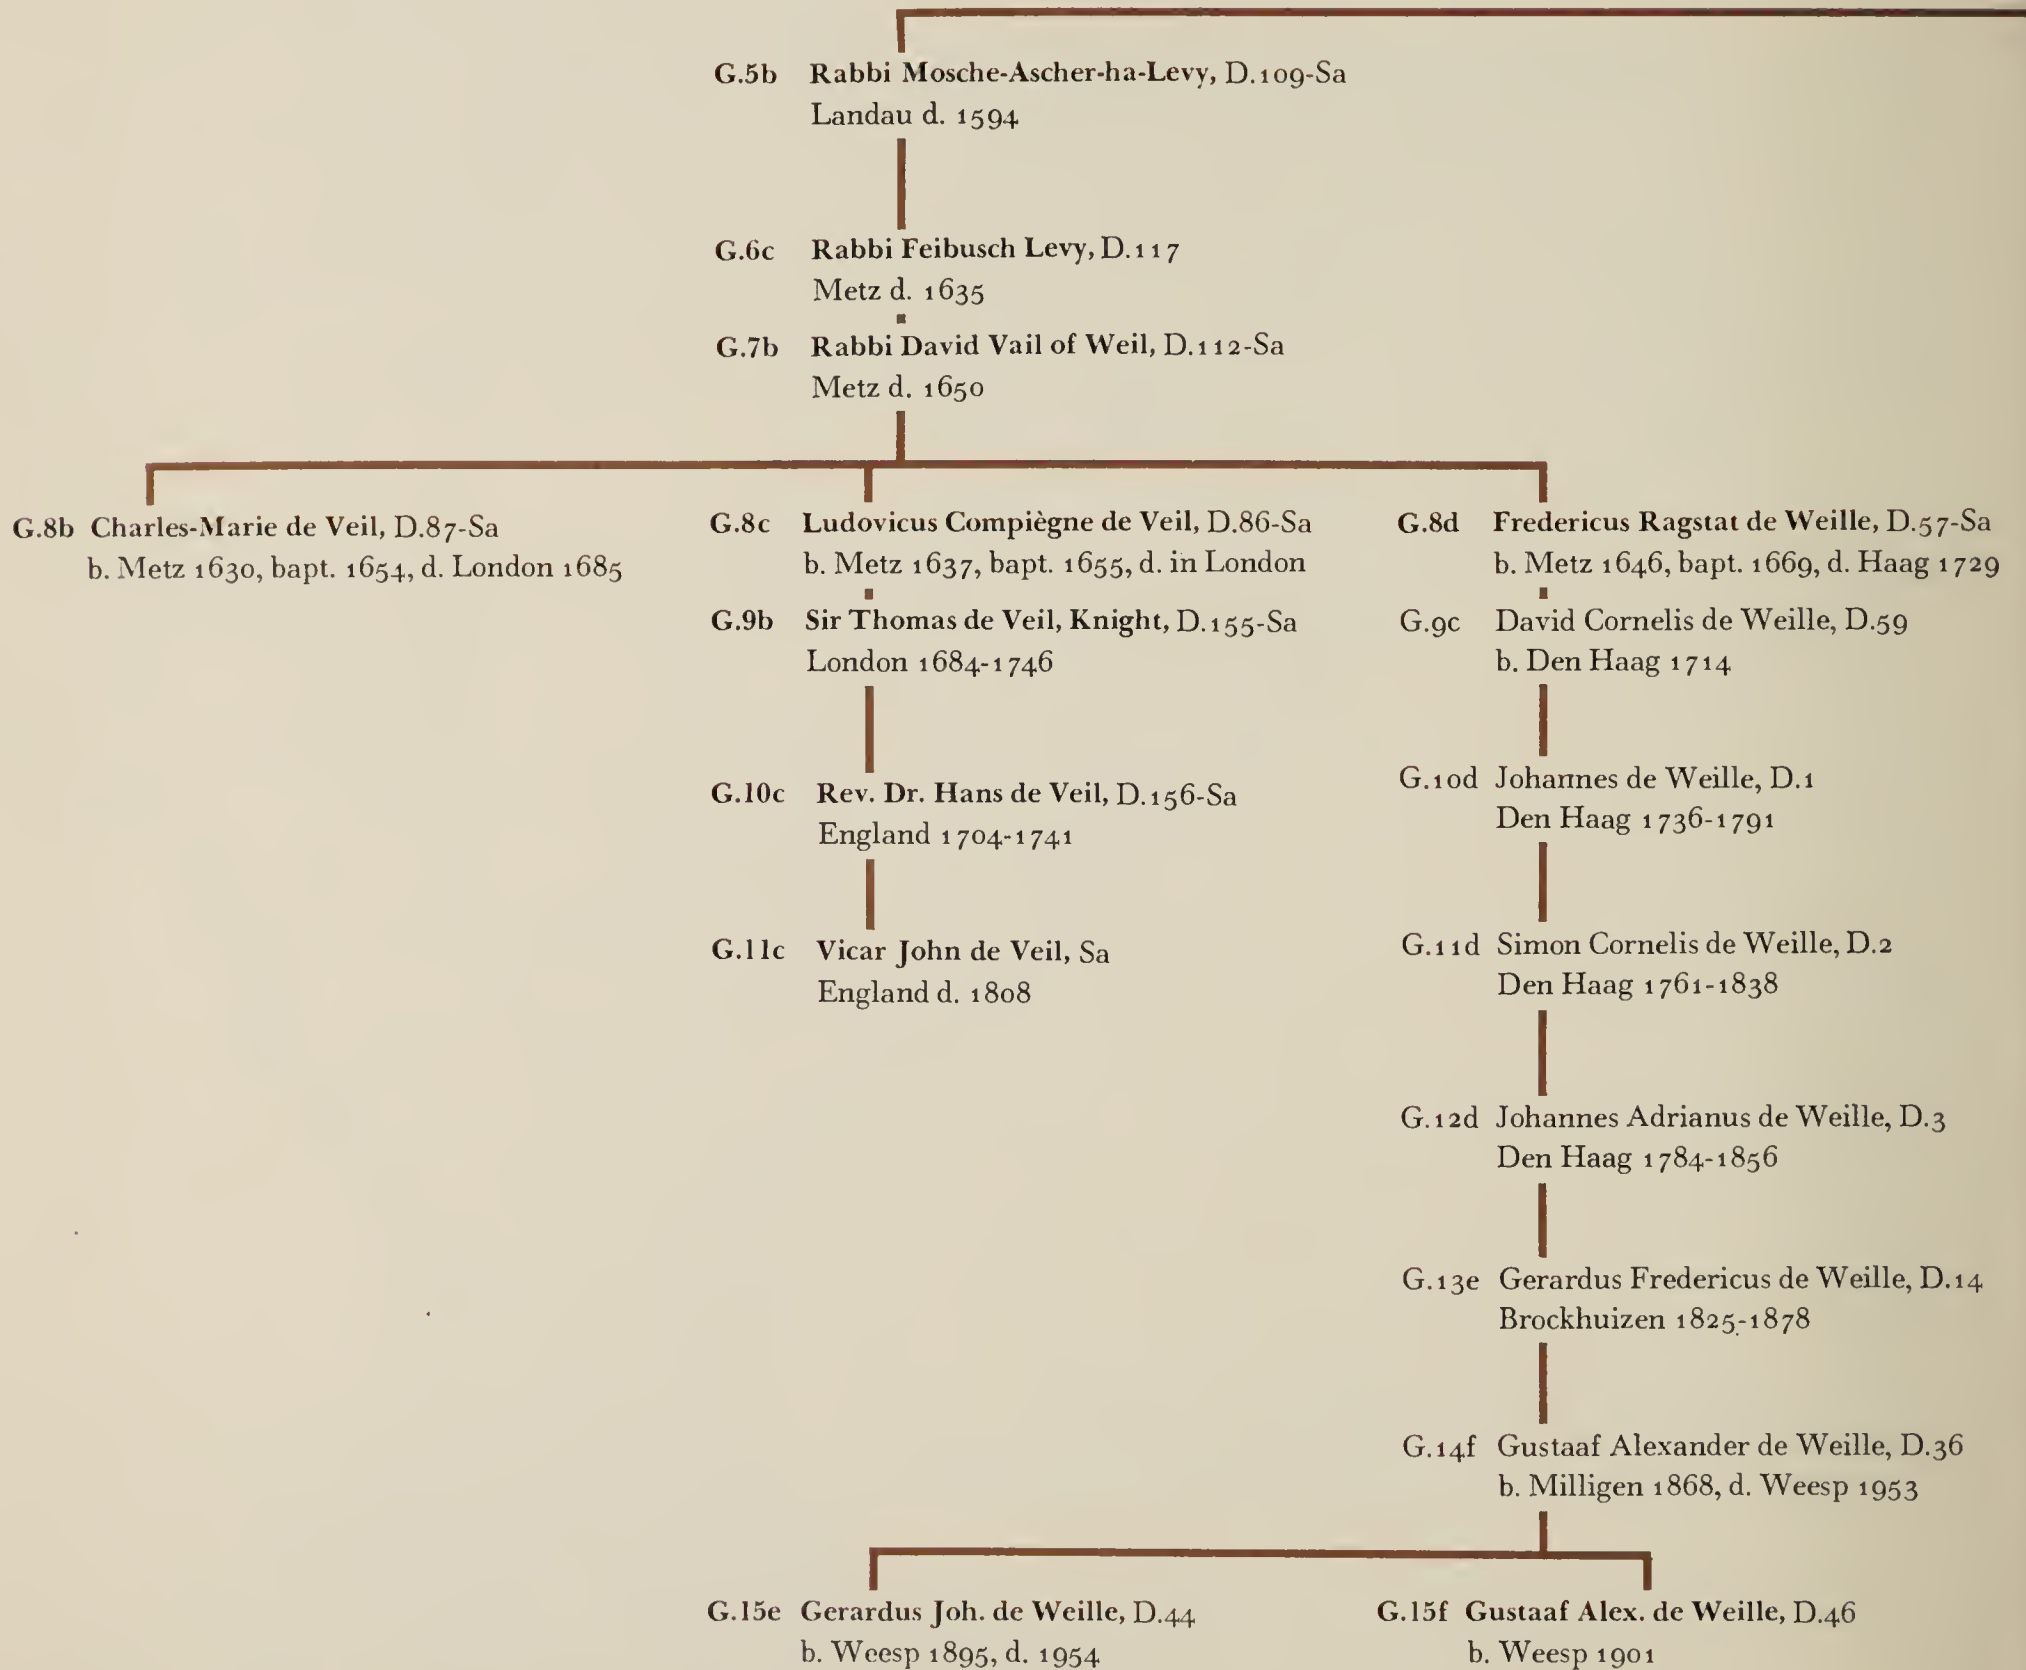 G.5b Rabbi Mosche-Ascher-ha-Levy, D.109-Sa
Landau d. 1594
G.6c Rabbi Feibusch Levy, D.117
Metz d. 1635
G.7b Rabbi David Vail of Weil, D.112-Sa
Metz d. 1650
G.8b Charles-Marie de Veil, D.87-Sa
b. Metz 1630, bapt. 1654, d. London 1685
G.8c Ludovicus Compiègne de Veil, D.86-Sa
b. Metz 1637, bapt. 1655, d. in London
G.9b Sir Thomas de Veil, Knight, D.155-Sa
London 1684-1746
G.10c Rev. Dr. Hans de Veil, D.156-Sa
England 1704-1741
G.11c Vicar John de Veil, Sa
England d. 1808
G.8d Fredericus Ragstat de Weille, D.57-Sa
b. Metz 1646, bapt. 1669, d. Haag 1729
G.9c David Cornelis de Weille, D.59
b. Den Haag 1714
G.10d Johannes de Weille, D.1
Den Haag 1736-1791
G.11d Simon Cornelis de Weille, D.2
Den Haag 1761-1838
G.12d Johannes Adrianus de Weille, D.3
Den Haag 1784-1856
G.13e Gerardus Fredericus de Weille, D.14
Brockhuizen 1825-1878
G.14f Gustaaf Alexander de Weille, D.36
b. Milligen 1868, d. Weesp 1953
G.15e Gerardus Joh. de Weille, D.44
b. Weesp 1895, d. 1954
G.15f Gustaaf Alex. de Weille, D.46
b. Weesp 1901